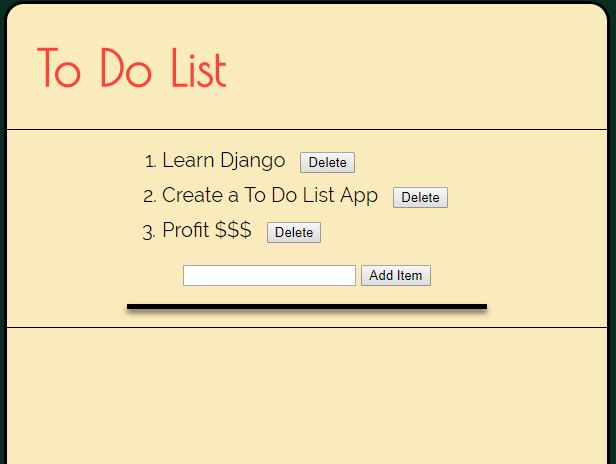 To Do List
1. Learn Django Delete
2. Create a To Do List App Delete
3. Profit $$$ Delete
Add Item